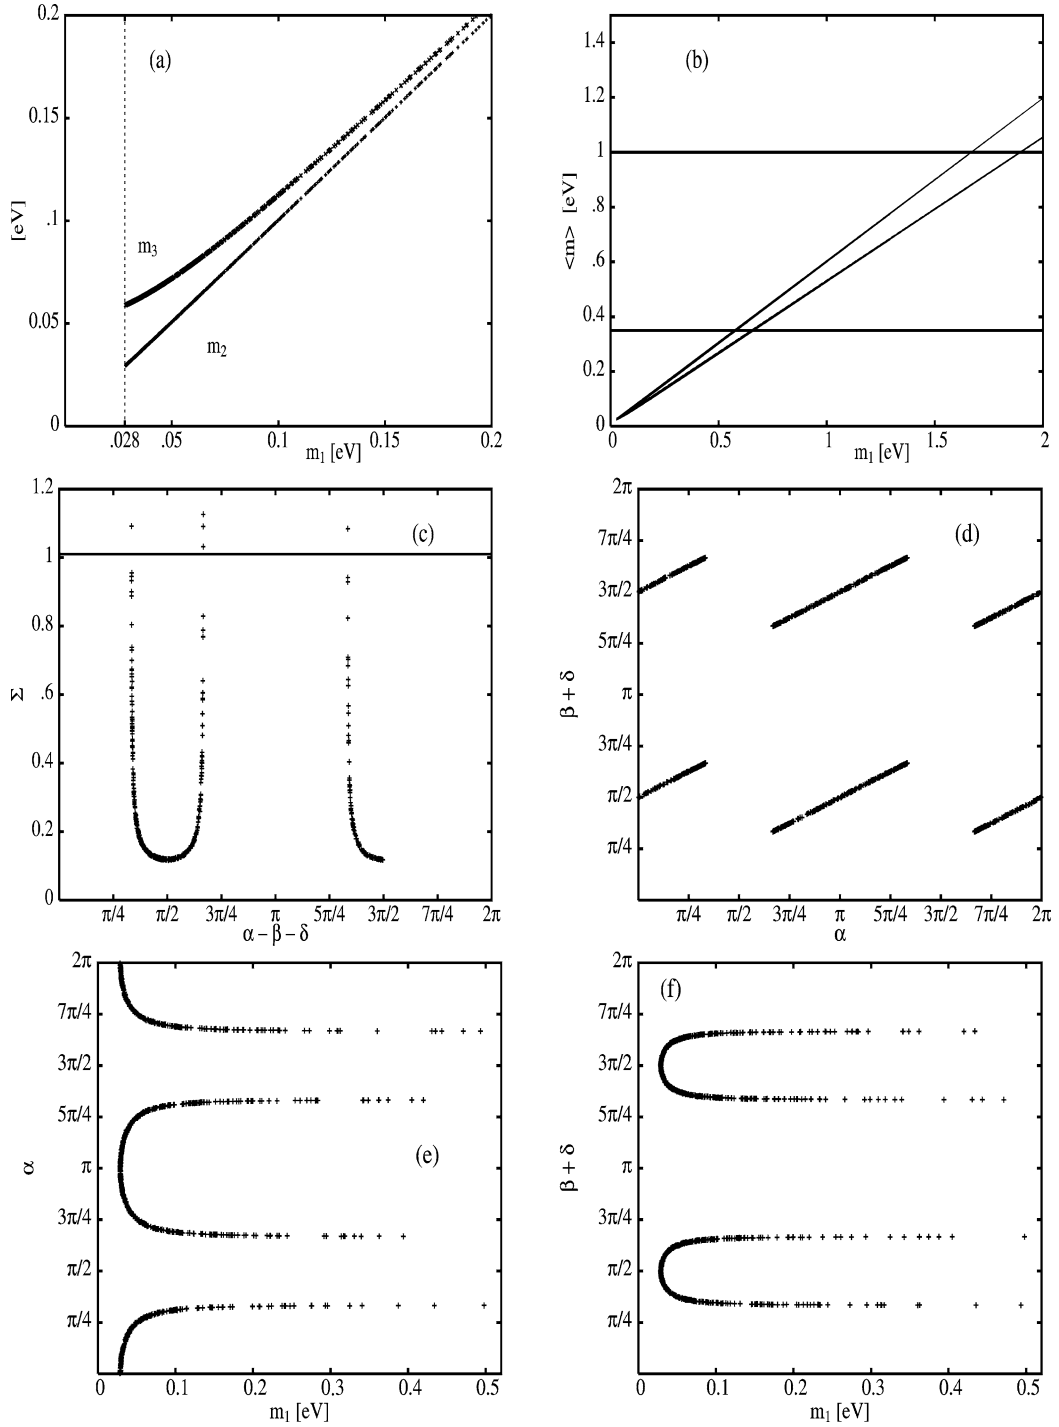 0.2
0.2
.1
0.05
0
[eV]
(a)
m3
m2
.028 .05 0.1 0.15 0.2
m1 [eV]
1.4
1.2
1
0.8
.6
0.4
0.2
0
<m> [eV]
(b)
0 0.5 1 1.5 2
m1 [eV]
1.2
1
0.8
.6
0.4
0.2
0
Σ
(c)
π/4 π/2 3π/4 π 5π/4 3π/2 7π/4 2π
α – β – δ
2π
7π/4
3π/2
5π/4
π
3π/4
π/2
π/4
β + δ
(d)
π/4 π/2 3π/4 π 5π/4 3π/2 7π/4 2π
α
2π
7π/4
3π/2
5π/4
π
3π/4
π/2
π/4
α
(e)
0 0.1 0.2 0.3 0.4 0.5
m1 [eV]
2π
7π/4
3π/2
5π/4
π
3π/4
π/2
π/4
β + δ
(f)
0 0.1 0.2 0.3 0.4 0.5
m1 [eV]